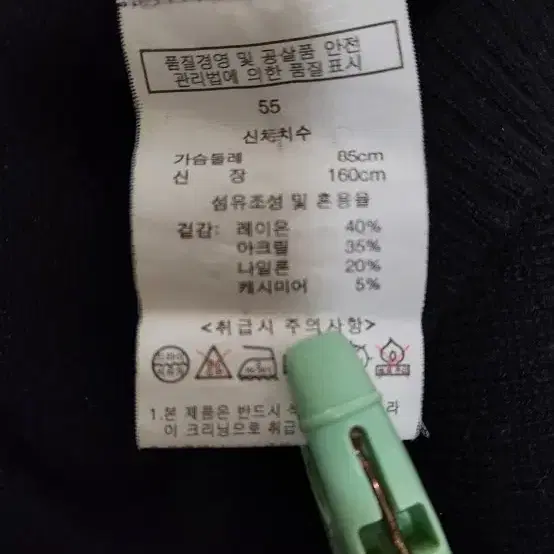 품질경영 및 공살품 안전
관리법에 의한 품질표시
55
신체치수
가슴둘레 85cm
신 장 160cm
섬유조성 및 혼용율
겉감: 레이온 40%
아크릴 35%
나일론 20%
캐시미어 5%
<취급시 주의사항>
드라이
1.본 제품은 반드시
이 크리닝으로 취급